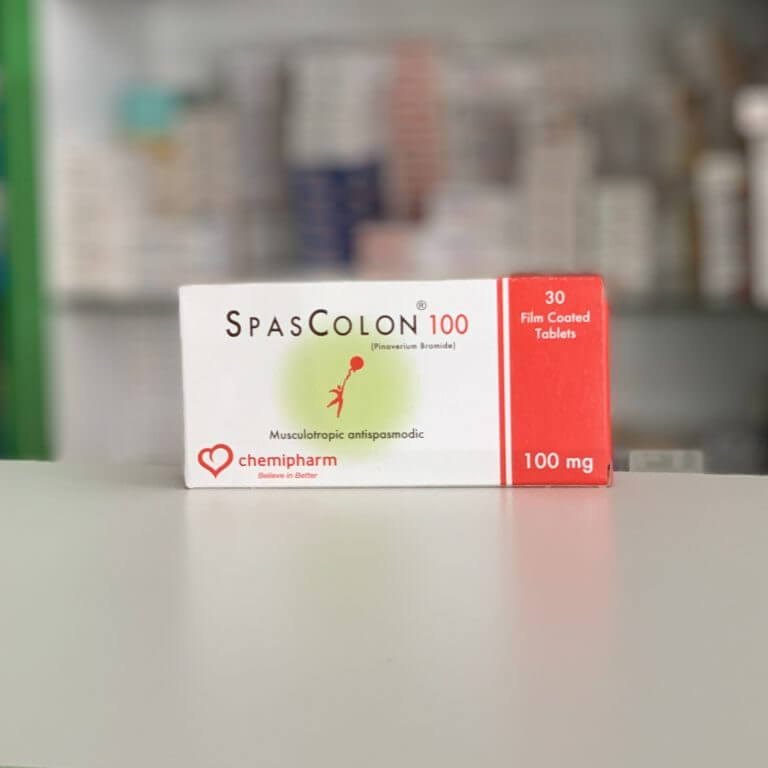 SPASCOLON® 100
(Pinaverium Bromide)
Musculotropic antispasmodic
chemipharm
Believe in Better
30
Film Coated
Tablets
100 mg